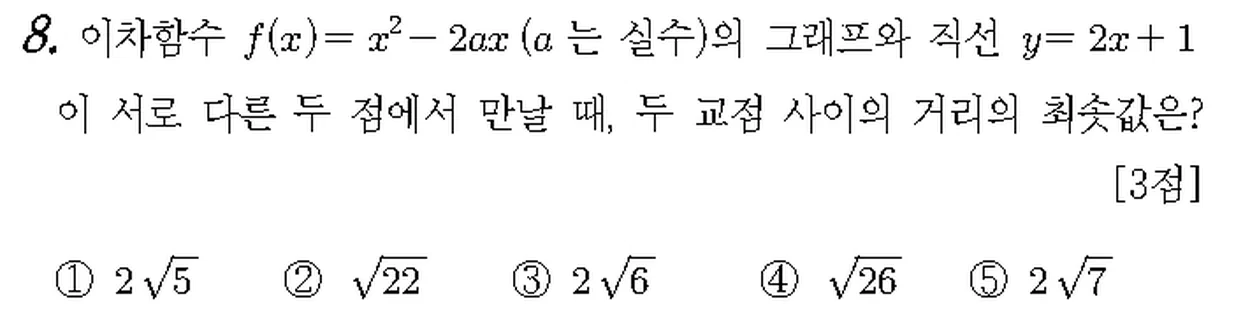 8. 이차함수 f(x)= x²− 2ax (a 는 실수)의 그래프와 직선 y= 2x+1
이 서로 다른 두 점에서 만날 때, 두 교점 사이의 거리의 최솟값은?
[3점]
① 2√5 ② √22 ③ 2√6 ④ √26 ⑤ 2√7